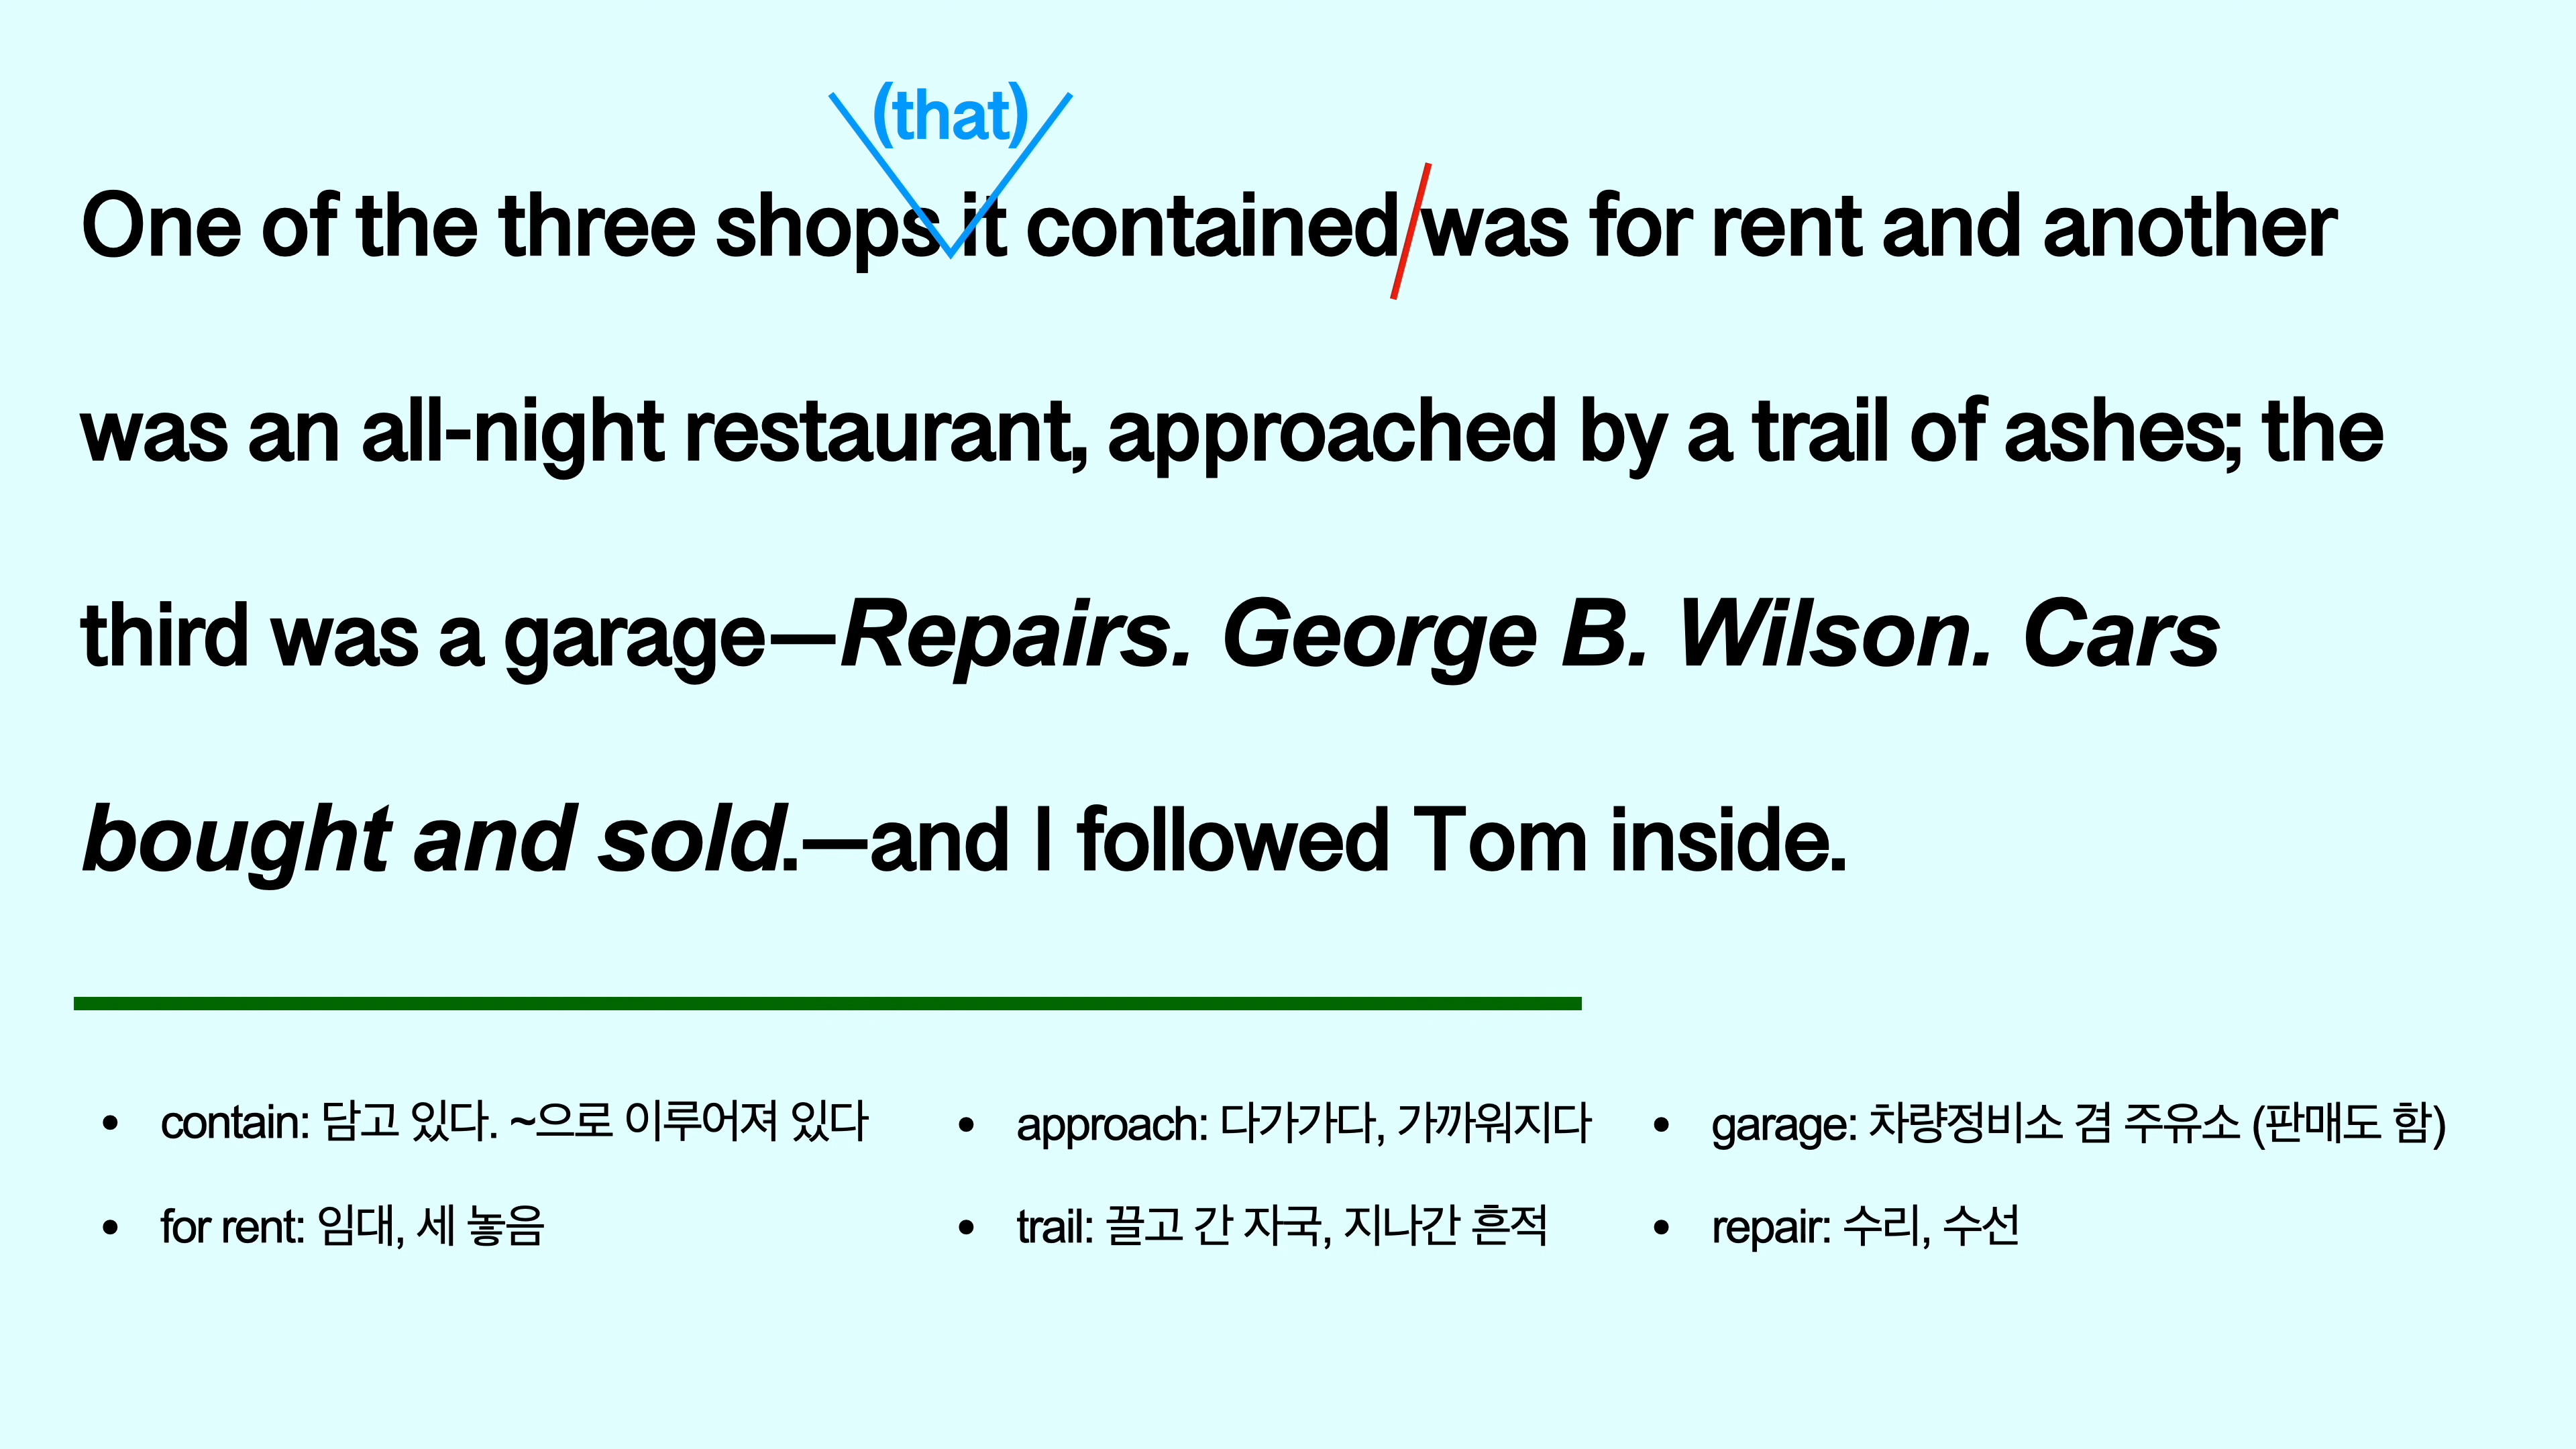 (that)
One of the three shops it contained was for rent and another
was an all-night restaurant, approached by a trail of ashes; the
third was a garage—Repairs. George B. Wilson. Cars
bought and sold.—and I followed Tom inside.
• contain: 담고 있다. ~으로 이루어져 있다
• for rent: 임대, 세 놓음
• approach: 다가가다, 가까워지다
• trail: 끌고 간 자국, 지나간 흔적
• garage: 차량정비소 겸 주유소 (판매도 함)
• repair: 수리, 수선